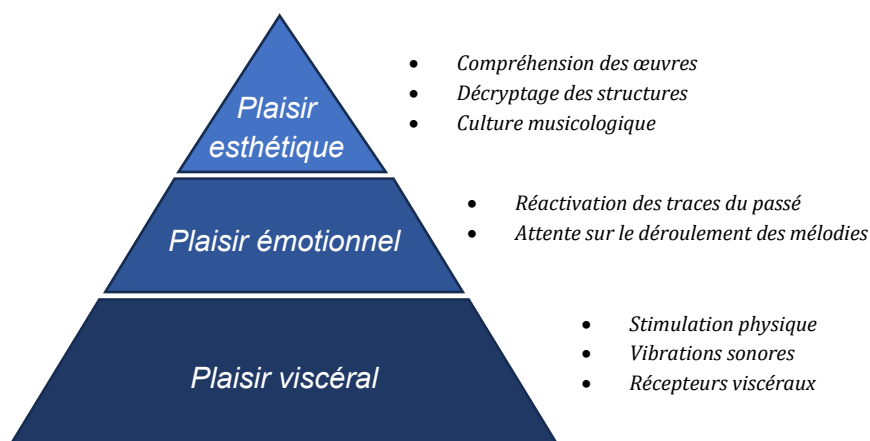 Plaisir
esthétique
• Compréhension des œuvres
• Décryptage des structures
• Culture musicologique
Plaisir émotionnel
• Réactivation des traces du passé
• Attente sur le déroulement des mélodies
Plaisir viscéral
• Stimulation physique
• Vibrations sonores
• Récepteurs viscéraux